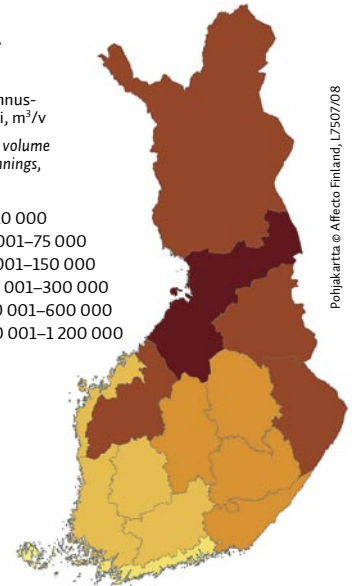 nnus-
i, m³/v
volume
nnings,
0 000
001–75 000
001–150 000
001–300 000
0 001–600 000
0 001–1 200 000
Pohjakartta © Affecto Finland, L7507/08